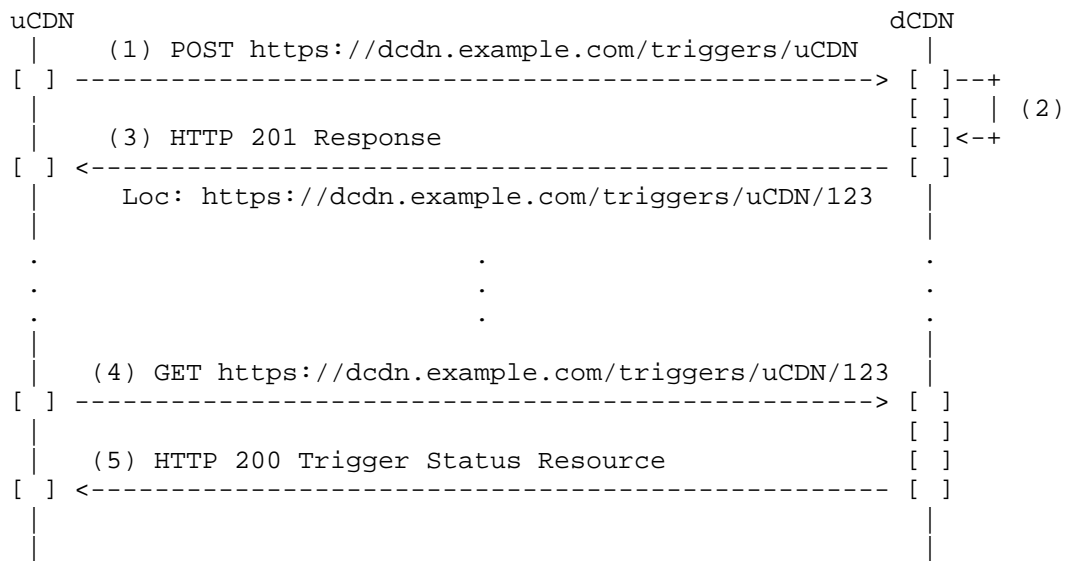 uCDN dCDN
(1) POST https://dcdn.example.com/triggers/uCDN
[ ] --------------------------------------------------> [ ]--+
[ ] | (2)
(3) HTTP 201 Response [ ]<-+
[ ] <-------------------------------------------------- [ ]
Loc: https://dcdn.example.com/triggers/uCDN/123
. . .
. . .
. . .
(4) GET https://dcdn.example.com/triggers/uCDN/123
[ ] --------------------------------------------------> [ ]
[ ]
(5) HTTP 200 Trigger Status Resource [ ]
[ ] <-------------------------------------------------- [ ]